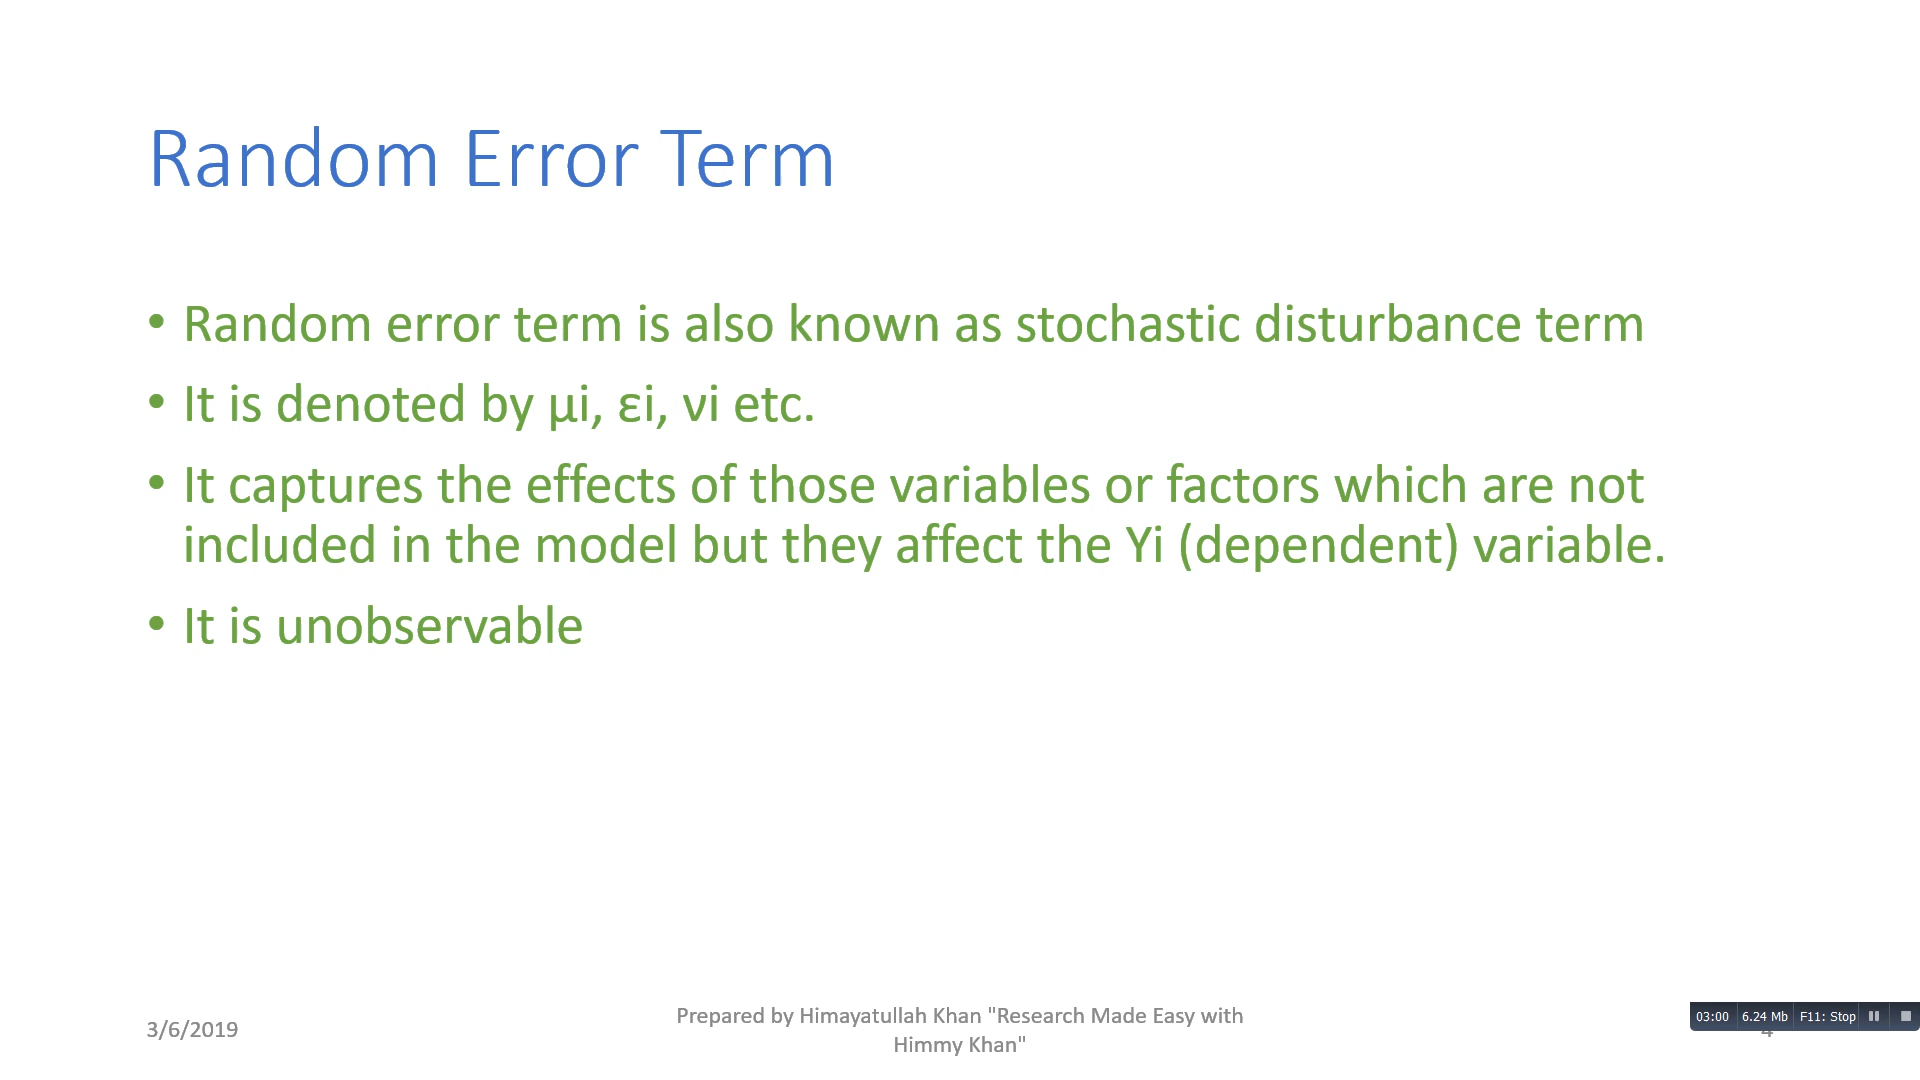 Random Error Term
• Random error term is also known as stochastic disturbance term
• It is denoted by μi, εi, νi etc.
• It captures the effects of those variables or factors which are not
included in the model but they affect the Yi (dependent) variable.
• It is unobservable
3/6/2019
Prepared by Himayatullah Khan "Research Made Easy with
Himmy Khan"
03:00 6.24 Mb F11: Stop